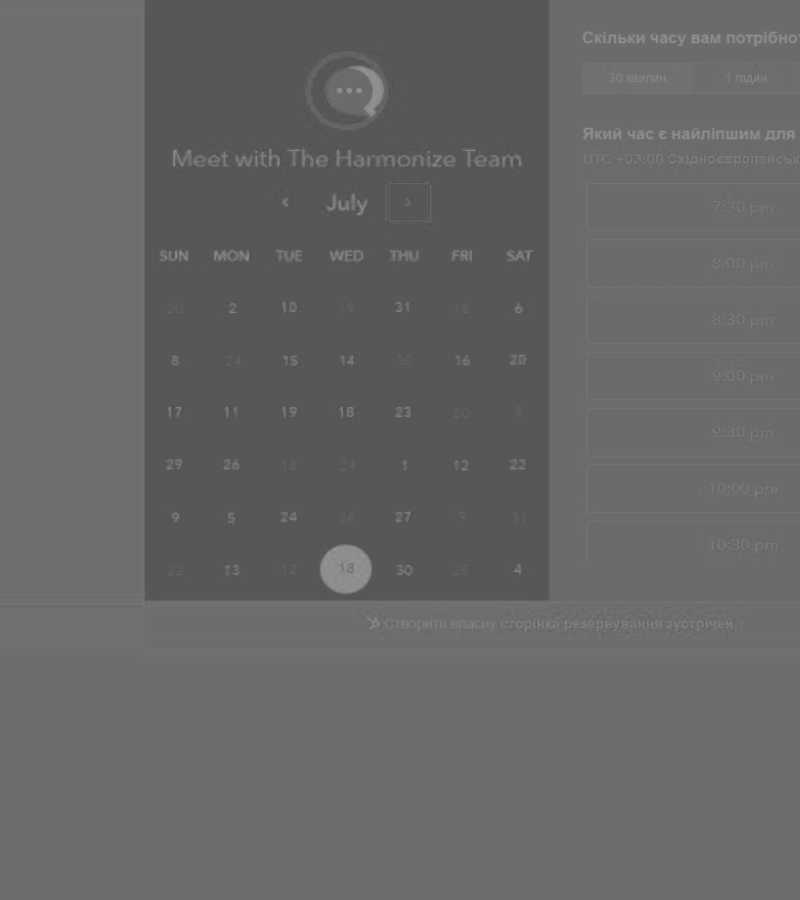 Meet with The Harmonize Team
July
SUN MON TUE WED THU FRI SAT
20 2 10 19 31 13 6
8 24 15 14 30 16 20
17 11 19 18 23 20 8
29 26 13 24 1 12 22
9 5 24 26 27 9 31
22 13 12 18 30 25 4
Скільки часу вам потрібно
30 хвилин 1 годин
Який час є найліпшим для
UTC +03:00 Східноєвропейськ
7:30 pm
8:00 pm
8:30 pm
9:00 pm
9:30 pm
10:00 pm
10:30 pm
Створити власну сторінка резервування зустрічей